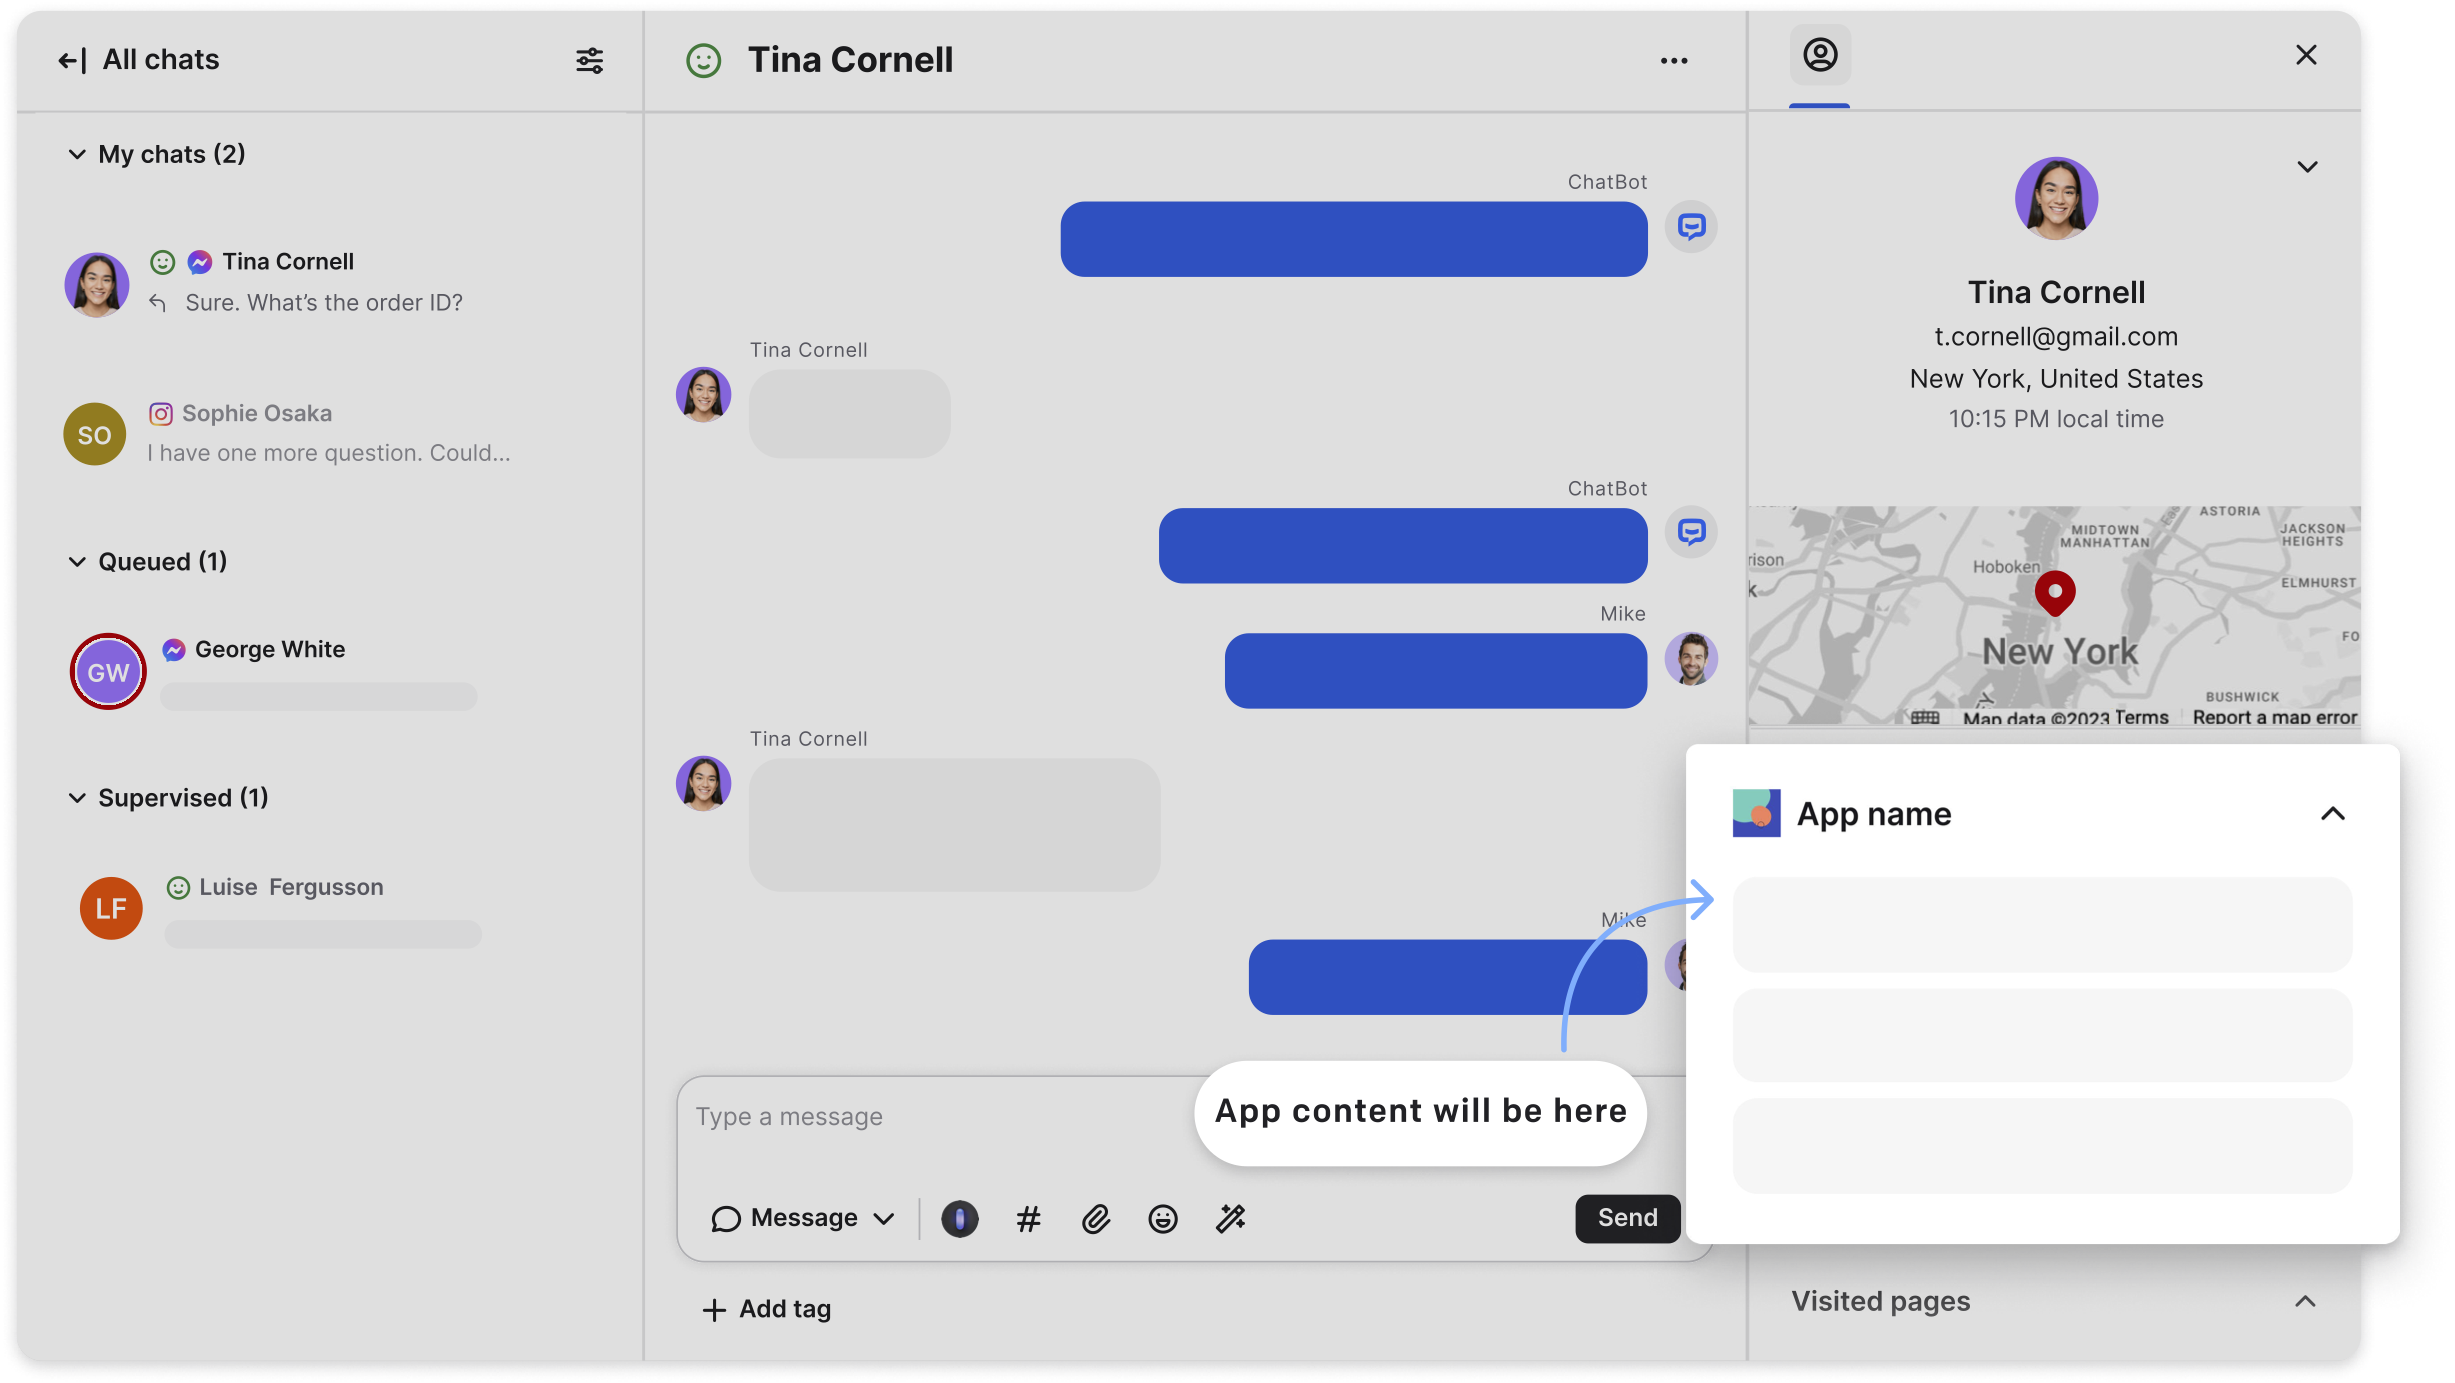 All chats
My chats (2)
Tina Cornell
Sure. What’s the order ID?
SO
Sophie Osaka
I have one more question. Could...
Queued (1)
GW
George White
Supervised (1)
LF
Luise Fergusson
Tina Cornell
ChatBot
Tina Cornell
ChatBot
Mike
Tina Cornell
Mike
App content will be here
Type a message
Message
Send
Add tag
Tina Cornell
t.cornell@gmail.com
New York, United States
10:15 PM local time
ASTORIA
MIDTOWN
MANHATTAN
JACKSON
HEIGHTS
rison
Hoboken
ELMHURST
k
FO
New York
BUSHWICK
Map data ©2023 Terms Report a map error
App name
Visited pages